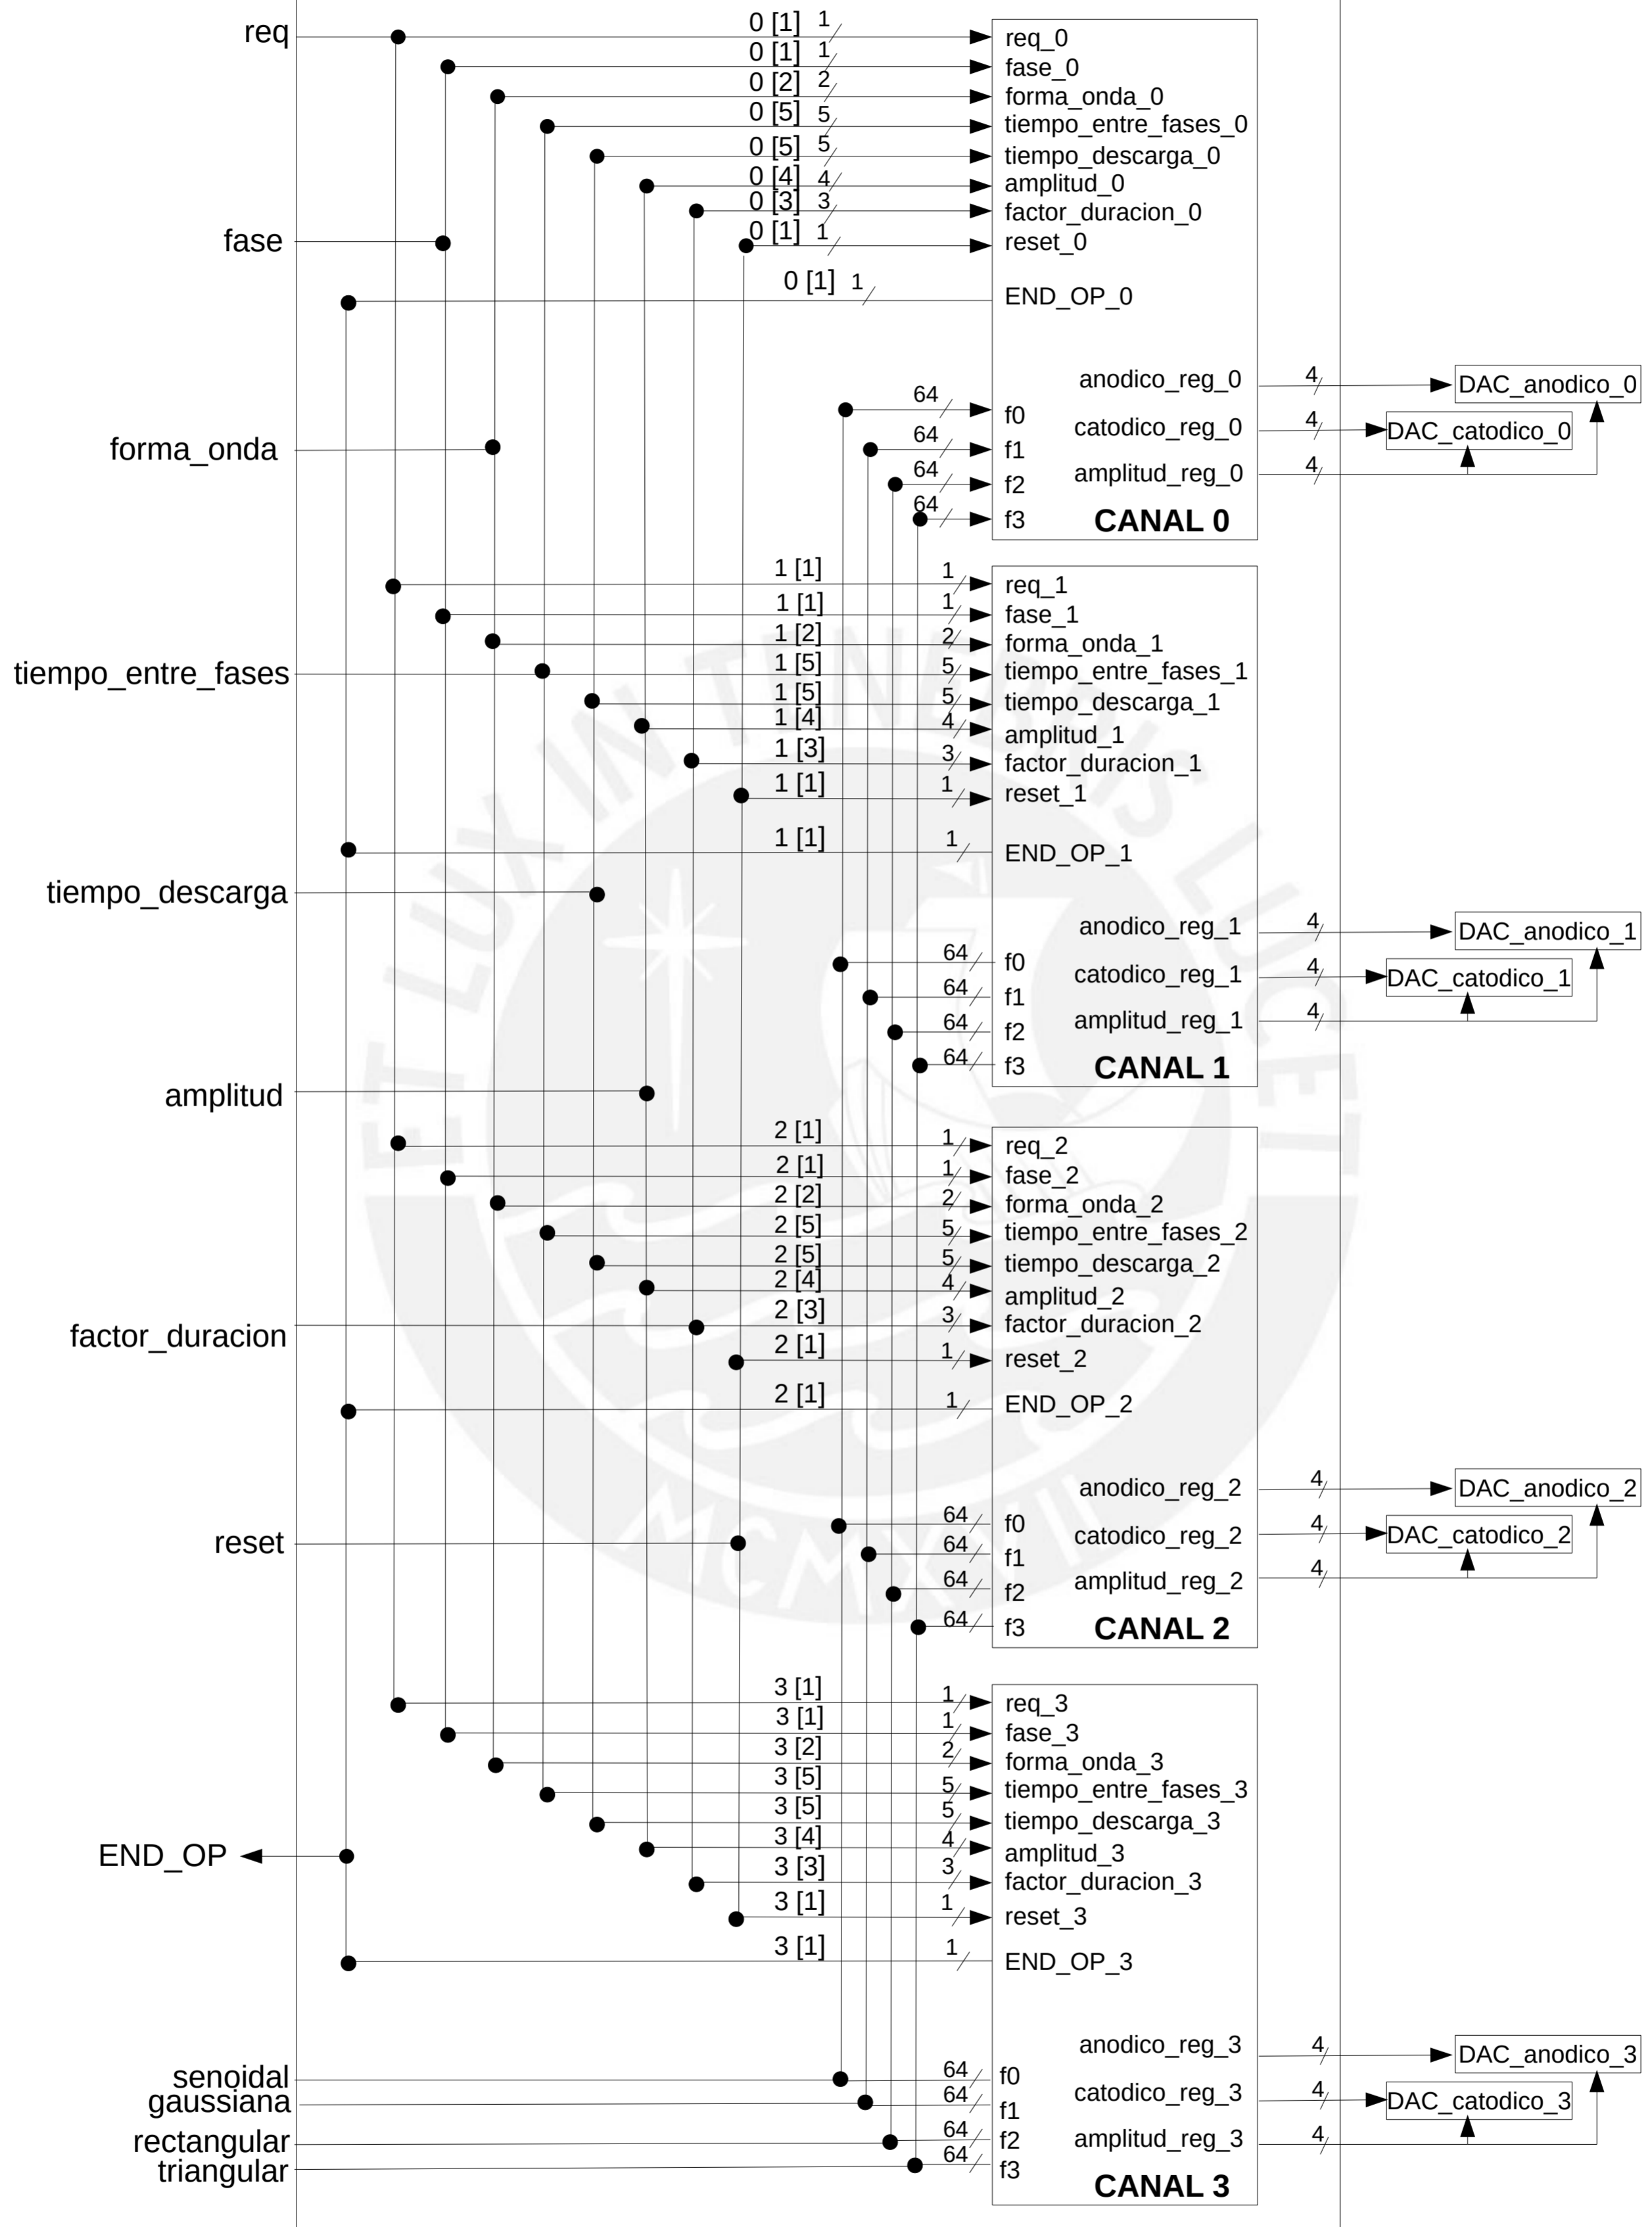 req
0 [1] 1 req_0
0 [1] 1 fase_0
0 [2] 2 forma_onda_0
0 [5] 5 tiempo_entre_fases_0
0 [5] 5 tiempo_descarga_0
0 [4] 4 amplitud_0
0 [3] 3 factor_duracion_0
fase 0 [1] 1 reset_0
0 [1] 1 END_OP_0
anodico_reg_0 4 DAC_anodico_0
64 f0
catodico_reg_0 4 DAC_catodico_0
forma_onda 64 f1
amplitud_reg_0 4
64 f2
64 f3 CANAL 0
1 [1] 1 req_1
1 [1] 1 fase_1
1 [2] 2 forma_onda_1
tiempo_entre_fases 1 [5] 5 tiempo_entre_fases_1
1 [5] 5 tiempo_descarga_1
1 [4] 4 amplitud_1
1 [3] 3 factor_duracion_1
1 [1] 1 reset_1
1 [1] 1 END_OP_1
tiempo_descarga
anodico_reg_1 4 DAC_anodico_1
64 f0
catodico_reg_1 4 DAC_catodico_1
64 f1
amplitud_reg_1 4
64 f2
64 f3 CANAL 1
amplitud
2 [1] 1 req_2
2 [1] 1 fase_2
2 [2] 2 forma_onda_2
2 [5] 5 tiempo_entre_fases_2
2 [5] 5 tiempo_descarga_2
2 [4] 4 amplitud_2
factor_duracion 2 [3] 3 factor_duracion_2
2 [1] 1 reset_2
2 [1] 1 END_OP_2
anodico_reg_2 4 DAC_anodico_2
64 f0
reset catodico_reg_2 4 DAC_catodico_2
64 f1
amplitud_reg_2 4
64 f2
64 f3 CANAL 2
3 [1] 1 req_3
3 [1] 1 fase_3
3 [2] 2 forma_onda_3
3 [5] 5 tiempo_entre_fases_3
3 [5] 5 tiempo_descarga_3
END_OP 3 [4] 4 amplitud_3
3 [3] 3 factor_duracion_3
3 [1] 1 reset_3
3 [1] 1 END_OP_3
anodico_reg_3 4 DAC_anodico_3
senoidal 64 f0
catodico_reg_3 4 DAC_catodico_3
gaussiana 64 f1
rectangular 64 f2 amplitud_reg_3 4
triangular 64 f3
CANAL 3
ET LUX IN TENEBRIS LUCET
MCMXVII